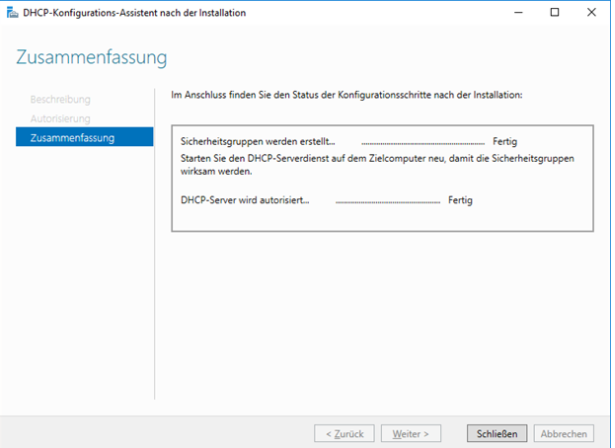 DHCP-Konfigurations-Assistent nach der Installation
Zusammenfassung
Beschreibung
Autorisierung
Zusammenfassung
Im Anschluss finden Sie den Status der Konfigurationsschritte nach der Installation:
Sicherheitsgruppen werden erstellt... ........................................................ Fertig
Starten Sie den DHCP-Serverdienst auf dem Zielcomputer neu, damit die Sicherheitsgruppen
wirksam werden.
DHCP-Server wird autorisiert... ................................................ Fertig
< Zurück Weiter > Schließen Abbrechen